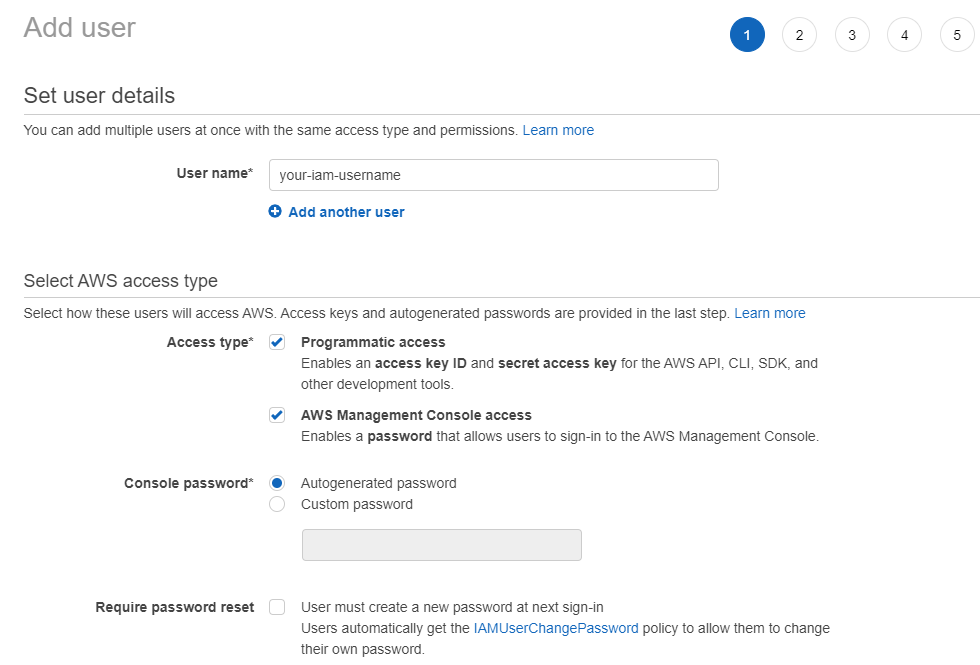 Add user
1 2 3 4 5
Set user details
You can add multiple users at once with the same access type and permissions. Learn more
User name* your-iam-username
Add another user
Select AWS access type
Select how these users will access AWS. Access keys and autogenerated passwords are provided in the last step. Learn more
Access type* Programmatic access
Enables an access key ID and secret access key for the AWS API, CLI, SDK, and
other development tools.
AWS Management Console access
Enables a password that allows users to sign-in to the AWS Management Console.
Console password* Autogenerated password
Custom password
Require password reset User must create a new password at next sign-in
Users automatically get the IAMUserChangePassword policy to allow them to change
their own password.